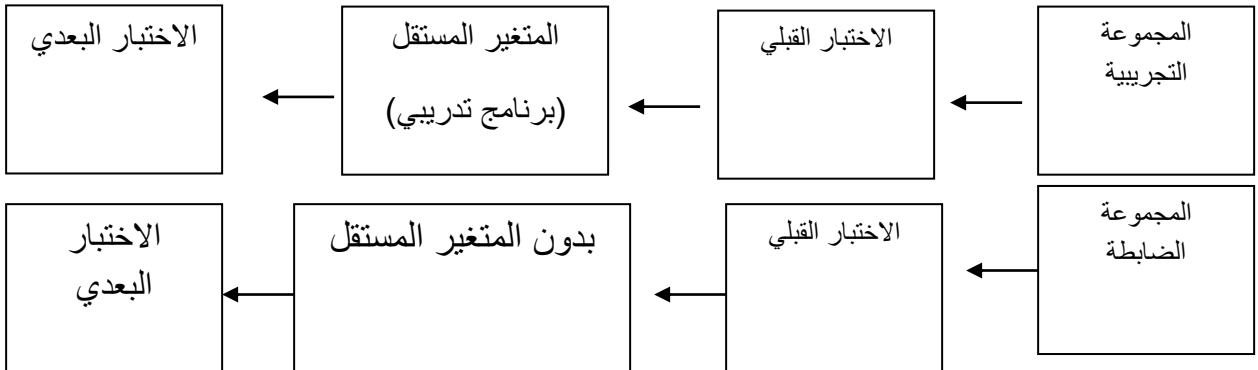 المجموعة
التجريبية
الاختبار القبلي
المتغير المستقل
(برنامج تدريبي)
الاختبار البعدي
المجموعة
الضابطة
الاختبار القبلي
بدون المتغير المستقل
الاختبار
البعدي